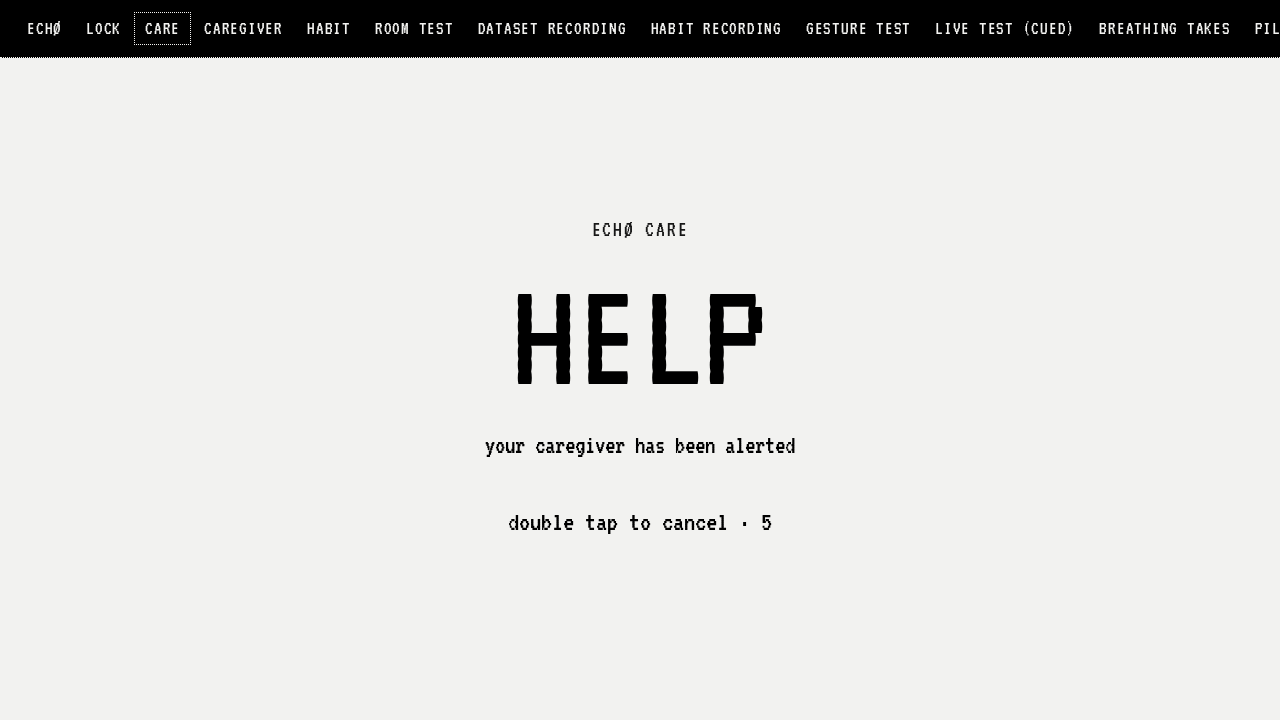 ECHØ LOCK CARE CAREGIVER HABIT ROOM TEST DATASET RECORDING HABIT RECORDING GESTURE TEST LIVE TEST (CUED) BREATHING TAKES
ECHØ CARE
HELP
your caregiver has been alerted
double tap to cancel · 5